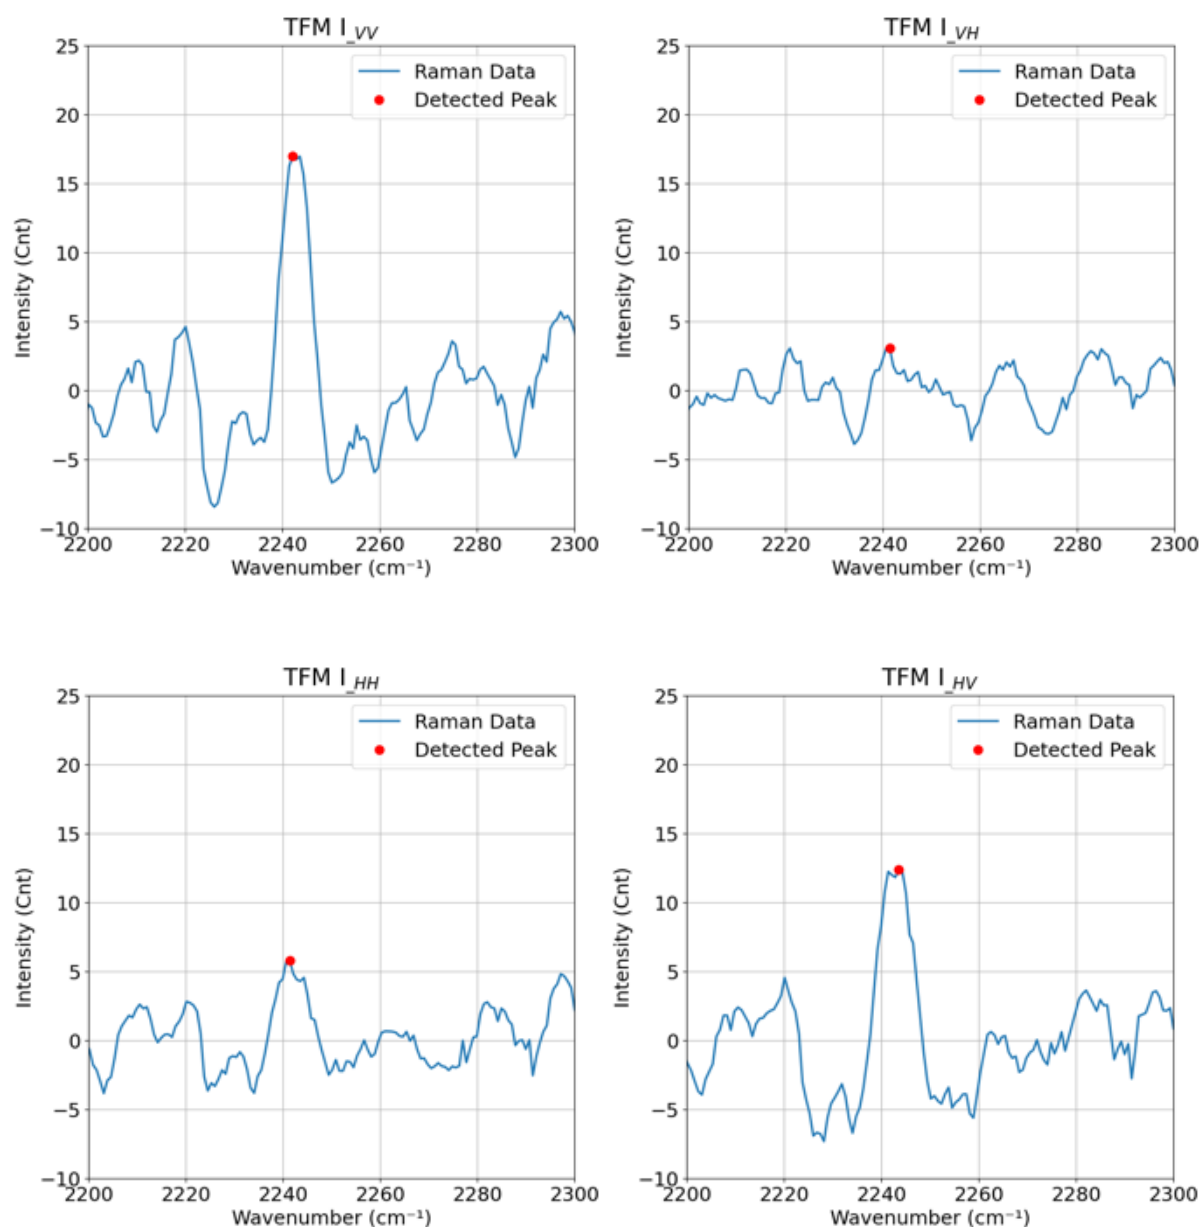 TFM I_VV
25
20
15
10
5
0
−5
−10
Intensity (Cnt)
Raman Data
Detected Peak
2200 2220 2240 2260 2280 2300
Wavenumber (cm⁻¹)
TFM I_VH
25
20
15
10
5
0
−5
−10
Intensity (Cnt)
Raman Data
Detected Peak
2200 2220 2240 2260 2280 2300
Wavenumber (cm⁻¹)
TFM I_HH
25
20
15
10
5
0
−5
−10
Intensity (Cnt)
Raman Data
Detected Peak
2200 2220 2240 2260 2280 2300
Wavenumber (cm⁻¹)
TFM I_HV
25
20
15
10
5
0
−5
−10
Intensity (Cnt)
Raman Data
Detected Peak
2200 2220 2240 2260 2280 2300
Wavenumber (cm⁻¹)